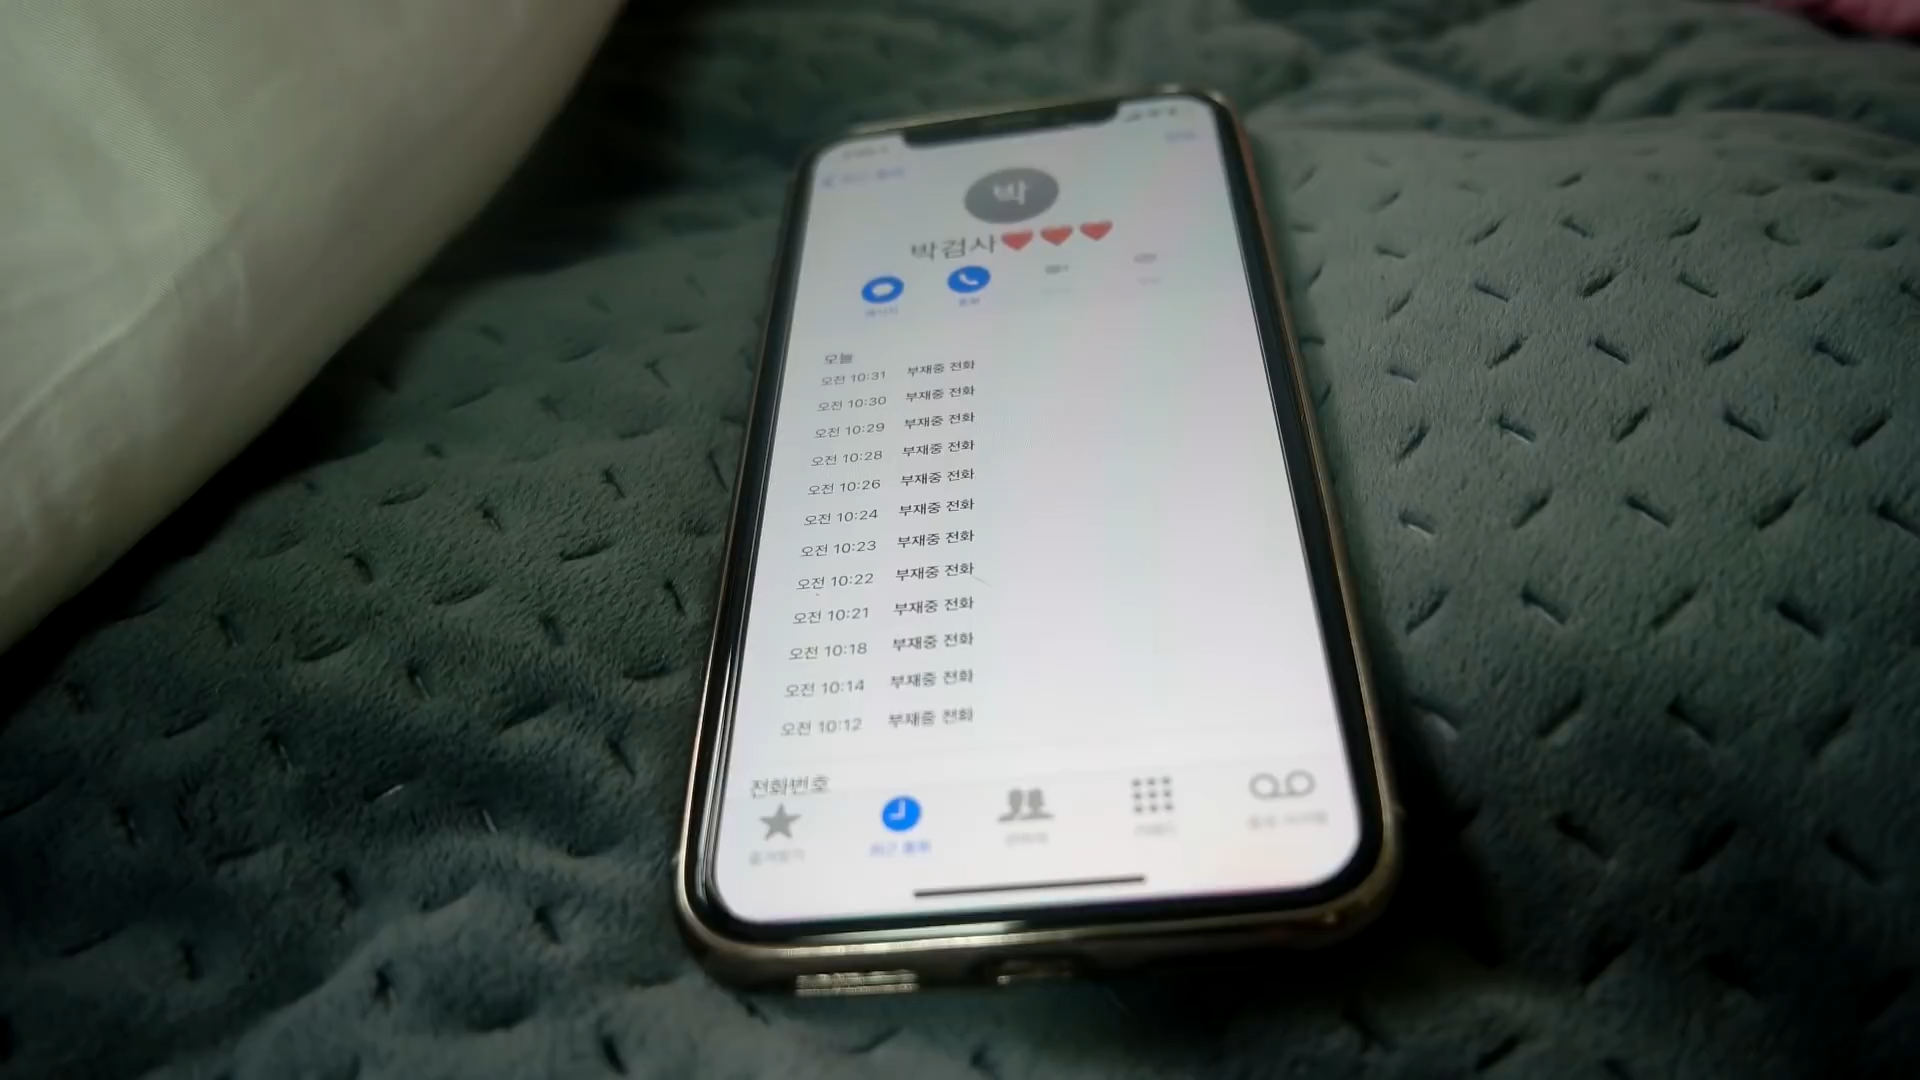 박
박검사❤️❤️❤️
오늘
오전 10:31 부재중 전화
오전 10:30 부재중 전화
오전 10:29 부재중 전화
오전 10:28 부재중 전화
오전 10:26 부재중 전화
오전 10:24 부재중 전화
오전 10:23 부재중 전화
오전 10:22 부재중 전화
오전 10:21 부재중 전화
오전 10:18 부재중 전화
오전 10:14 부재중 전화
오전 10:12 부재중 전화
전화번호